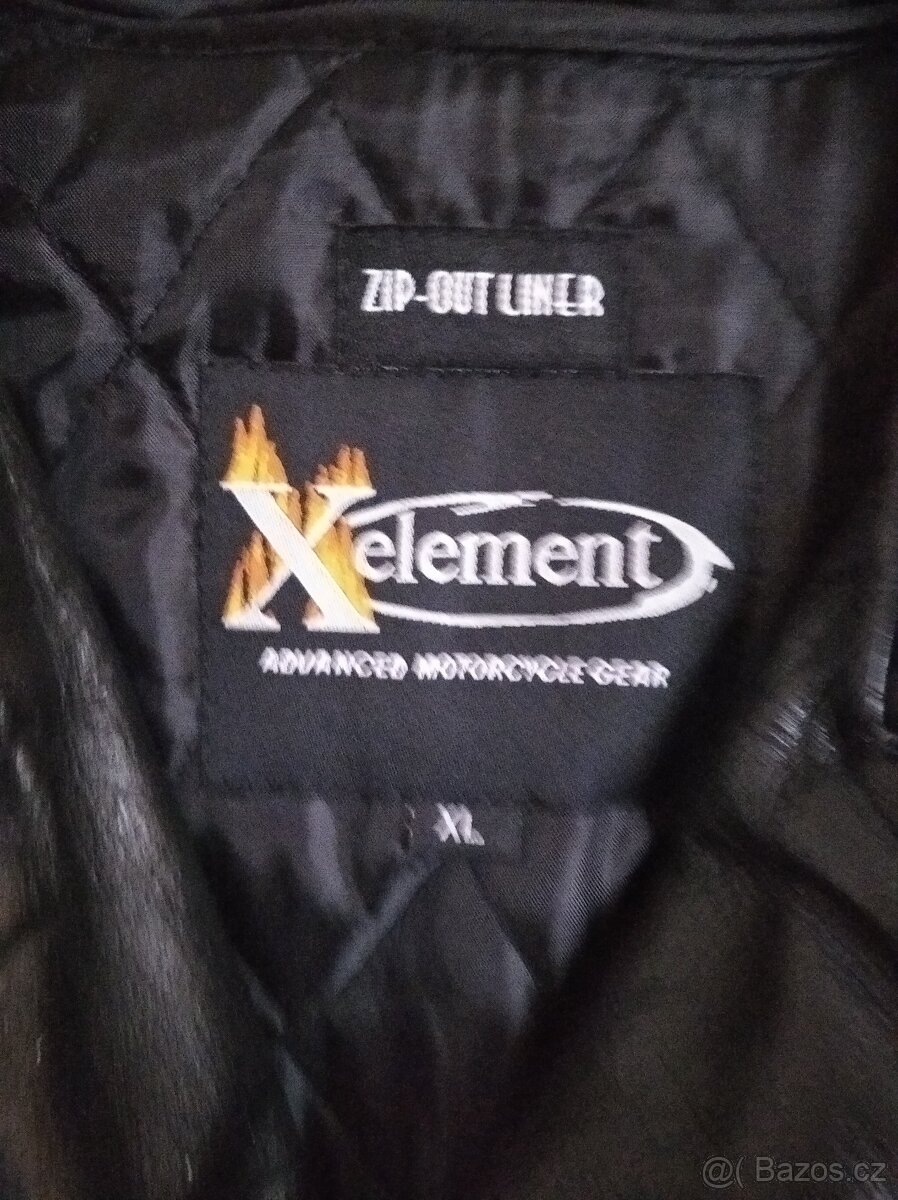 ZIP-OUT LINER
Xelement
ADVANCED MOTORCYCLE GEAR
XL
@( Bazos.cz